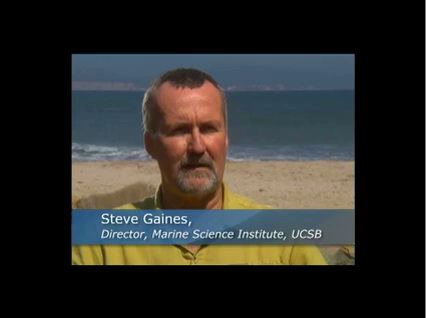 Steve Gaines,
Director, Marine Science Institute, UCSB